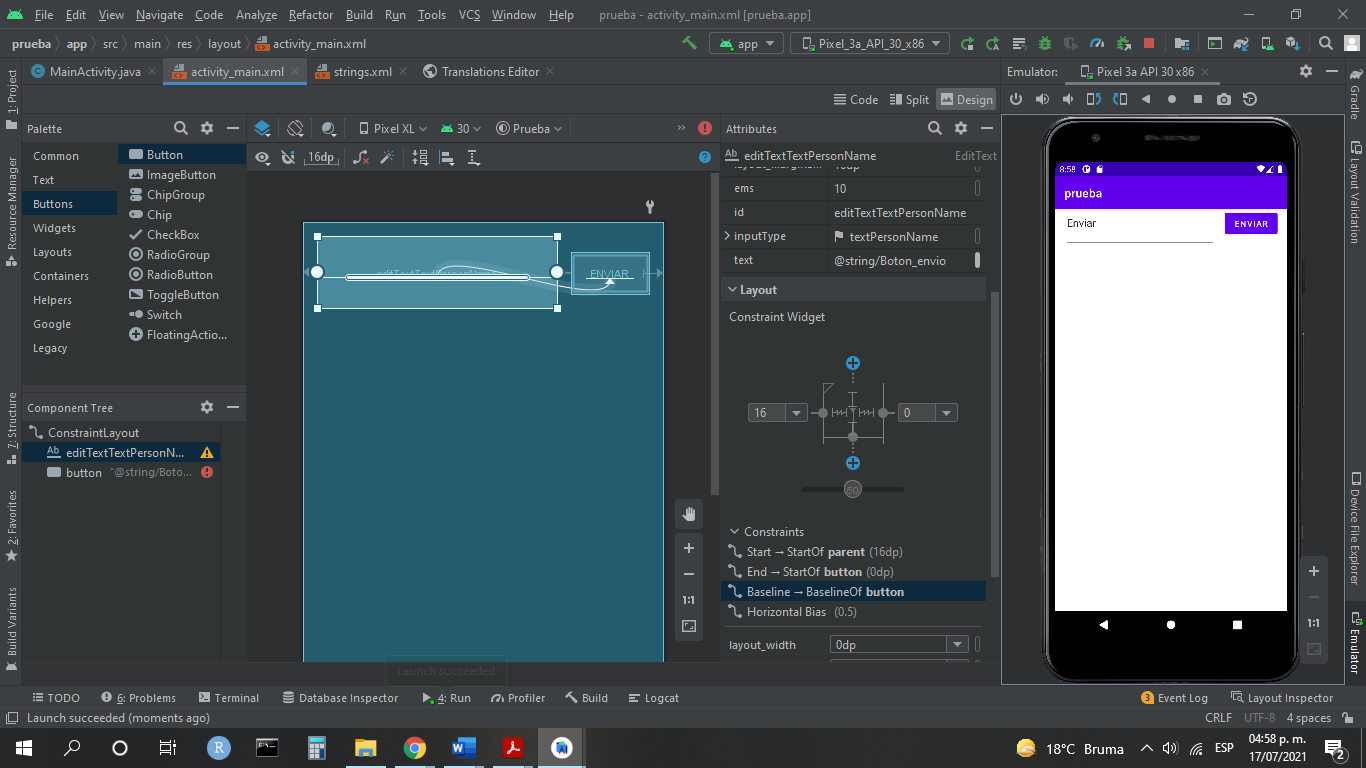 File Edit View Navigate Code Analyze Refactor Build Run Tools VCS Window Help prueba - activity_main.xml [prueba.app]
prueba app src main res layout activity_main.xml app Pixel_3a_API_30_x86
MainActivity.java activity_main.xml strings.xml Translations Editor Emulator: Pixel 3a API 30 x86
Code Split Design
Palette Pixel XL 30 Prueba Attributes
16dp
Common
Text
Buttons
Widgets
Layouts
Containers
Helpers
Google
Legacy
Button
ImageButton
ChipGroup
Chip
CheckBox
RadioGroup
RadioButton
ToggleButton
Switch
FloatingActio...
Component Tree
ConstraintLayout
Ab editTextTextPersonN...
button "@string/Boto...
ENVIAR
1:1
Launch succeeded
Ab editTextTextPersonName EditText
ems 10
id editTextTextPersonName
inputType textPersonName
text @string/Boton_envio
Layout
Constraint Widget
16 0
50
Constraints
Start → StartOf parent (16dp)
End → StartOf button (0dp)
Baseline → BaselineOf button
Horizontal Bias (0.5)
layout_width 0dp
8:58
prueba
Enviar ENVIAR
1:1
1: Project
Resource Manager
7: Structure
2: Favorites
Build Variants
Gradle
Layout Validation
Device File Explorer
Emulator
TODO 6: Problems Terminal Database Inspector 4: Run Profiler Build Logcat 3 Event Log Layout Inspector
Launch succeeded (moments ago) CRLF UTF-8 4 spaces
R 18°C Bruma ESP 04:58 p. m.
17/07/2021 2